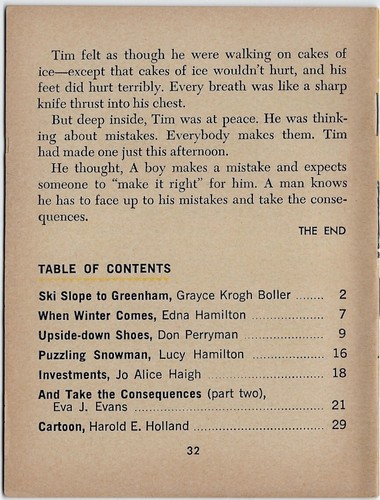 Tim felt as though he were walking on cakes of
ice—except that cakes of ice wouldn't hurt, and his
feet did hurt terribly. Every breath was like a sharp
knife thrust into his chest.
But deep inside, Tim was at peace. He was think-
ing about mistakes. Everybody makes them. Tim
had made one just this afternoon.
He thought, A boy makes a mistake and expects
someone to "make it right" for him. A man knows
he has to face up to his mistakes and take the conse-
quences.
THE END
TABLE OF CONTENTS
Ski Slope to Greenham, Grayce Krogh Boller ........ 2
When Winter Comes, Edna Hamilton .................... 7
Upside-down Shoes, Don Perryman ...................... 9
Puzzling Snowman, Lucy Hamilton .................... 16
Investments, Jo Alice Haigh ................................ 18
And Take the Consequences (part two),
Eva J. Evans .................................................. 21
Cartoon, Harold E. Holland .................................. 29
32